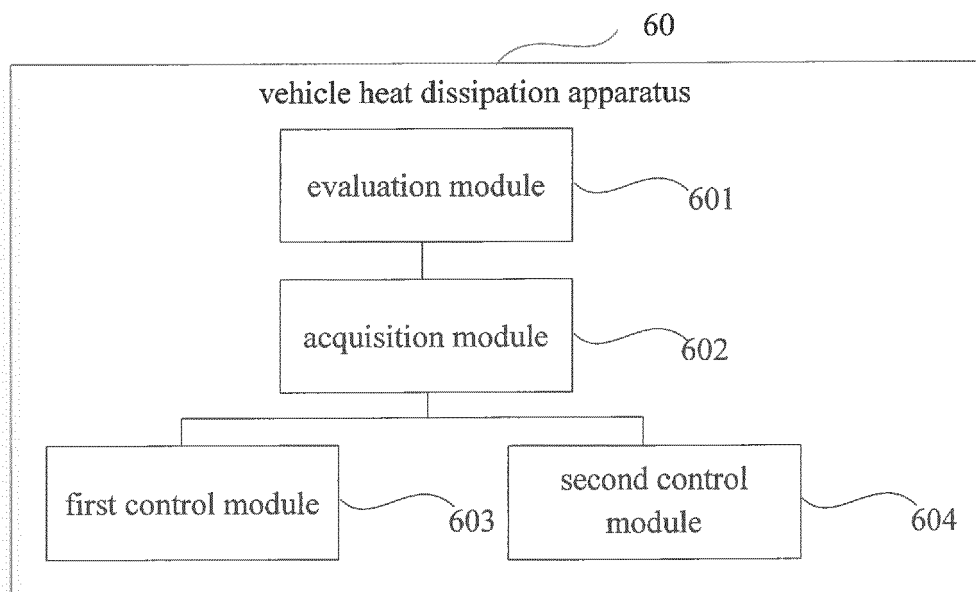 60
vehicle heat dissipation apparatus
evaluation module
601
acquisition module
602
first control module
603
second control
module
604